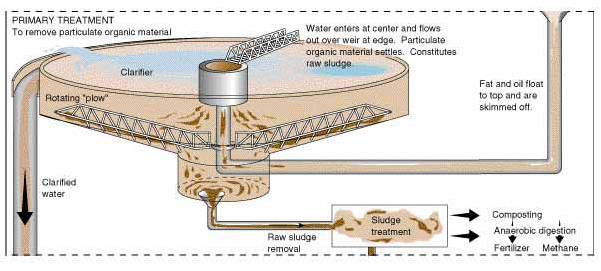 PRIMARY TREATMENT
To remove particulate organic material
Water enters at center and flows
out over weir at edge. Particulate
organic material settles. Constitutes
raw sludge.
Clarifier
Rotating "plow"
Fat and oil float
to top and are
skimmed off.
Clarified
water
Raw sludge
removal
Sludge
treatment
Composting
Anaerobic digestion
Fertilizer Methane